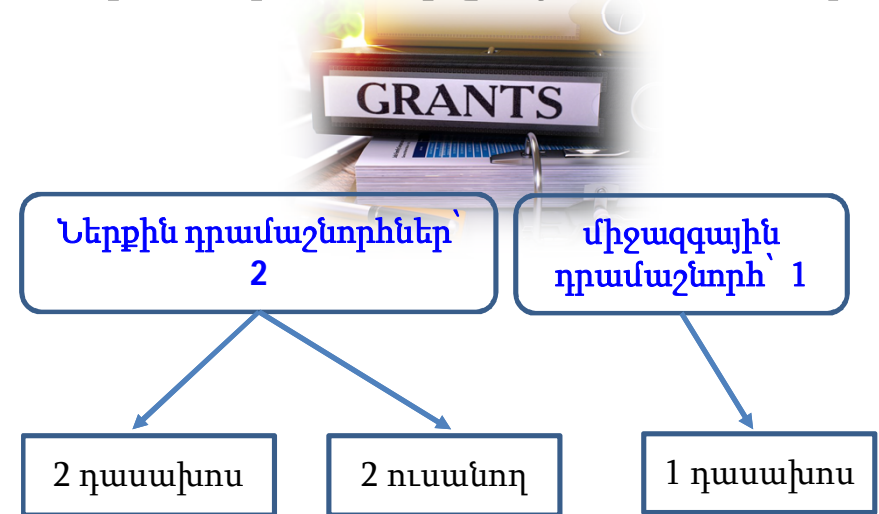 GRANTS
Ներքին դրամաշնորհներ՝
2
միջազգային
դրամաշնորհ՝ 1
2 դասախոս
2 ուսանող
1 դասախոս